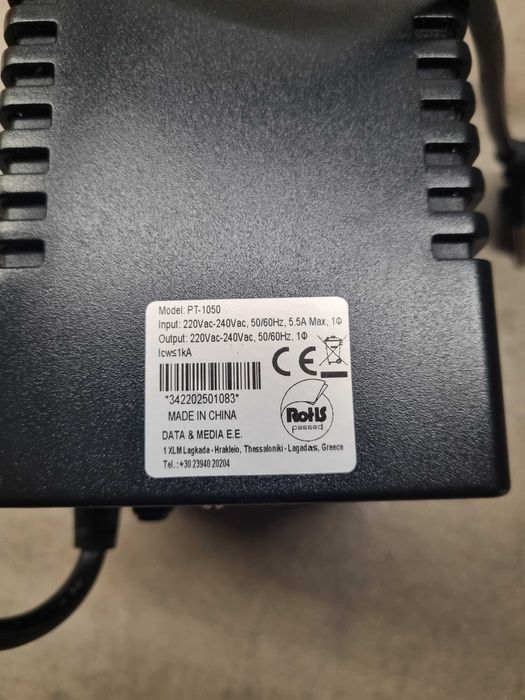 Model: PT-1050
Input: 220Vac-240Vac, 50/60Hz, 5.5A Max, 1Φ
Output: 220Vac-240Vac, 50/60Hz, 1Φ
Icw≤1kA
CE
*342202501083*
MADE IN CHINA
RoHS
passed
DATA & MEDIA E.E.
1 XLM Lagkada - Hrakleio, Thessaloniki - Lagadas, Greece
Tel.: +30 23940 20204